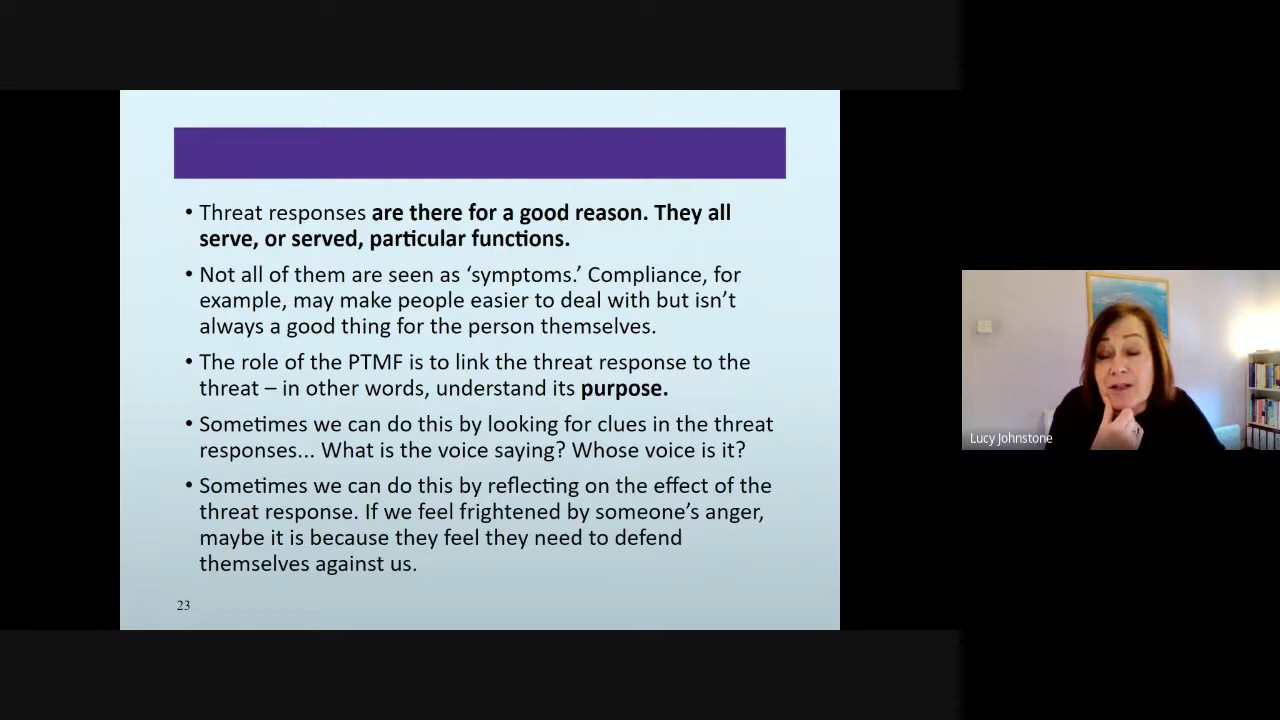 • Threat responses are there for a good reason. They all
serve, or served, particular functions.
• Not all of them are seen as ‘symptoms.’ Compliance, for
example, may make people easier to deal with but isn’t
always a good thing for the person themselves.
• The role of the PTMF is to link the threat response to the
threat – in other words, understand its purpose.
• Sometimes we can do this by looking for clues in the threat
responses... What is the voice saying? Whose voice is it?
• Sometimes we can do this by reflecting on the effect of the
threat response. If we feel frightened by someone’s anger,
maybe it is because they feel they need to defend
themselves against us.
23
Lucy Johnstone